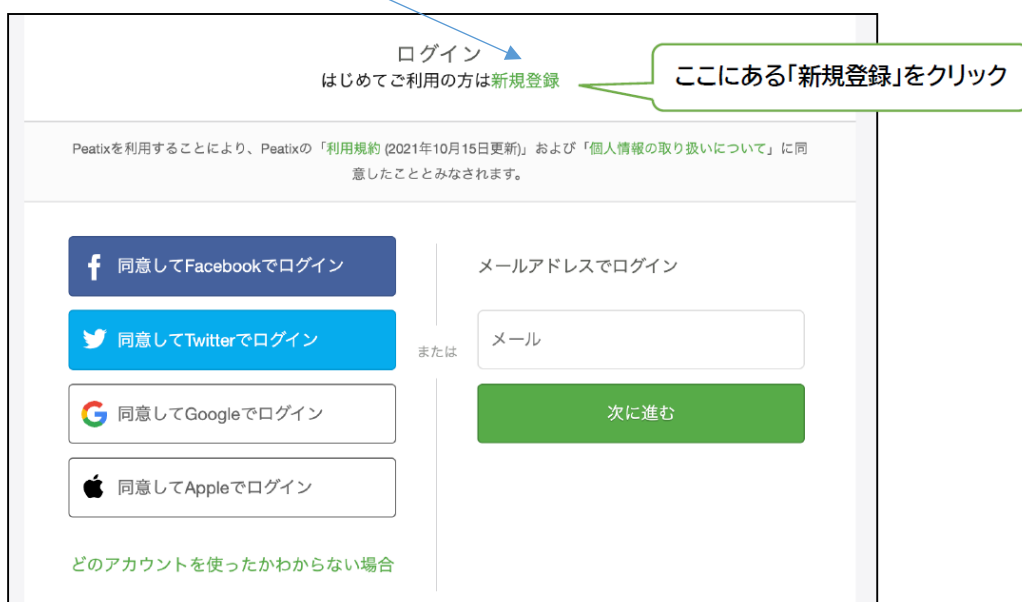 ログイン
はじめてご利用の方は新規登録
ここにある「新規登録」をクリック
Peatixを利用することにより、Peatixの「利用規約 (2021年10月15日更新)」および「個人情報の取り扱いについて」に同
意したこととみなされます。
同意してFacebookでログイン
同意してTwitterでログイン
同意してGoogleでログイン
同意してAppleでログイン
どのアカウントを使ったかわからない場合
または
メールアドレスでログイン
メール
次に進む